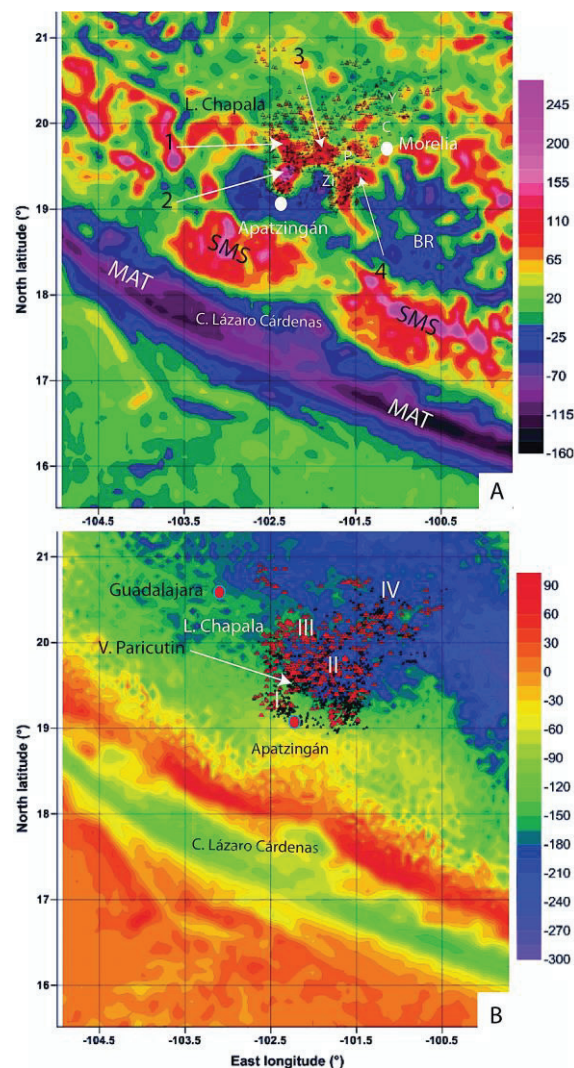 21
3
L. Chapala
Y
20
C
1
Morelia
P
Zi
2
19
Apatzingán
BR
SMS
4
18
MAT
C. Lázaro Cárdenas
SMS
17
MAT
16
A
North latitude (°)
-104.5 -103.5 -102.5 -101.5 -100.5
245
200
155
110
65
20
-25
-70
-115
-160
21
Guadalajara
IV
20
L. Chapala
III
V. Paricutin
II
I
19
Apatzingán
18
C. Lázaro Cárdenas
17
16
B
North latitude (°)
-104.5 -103.5 -102.5 -101.5 -100.5
East longitude (°)
90
60
30
0
-30
-60
-90
-120
-150
-180
-210
-240
-270
-300